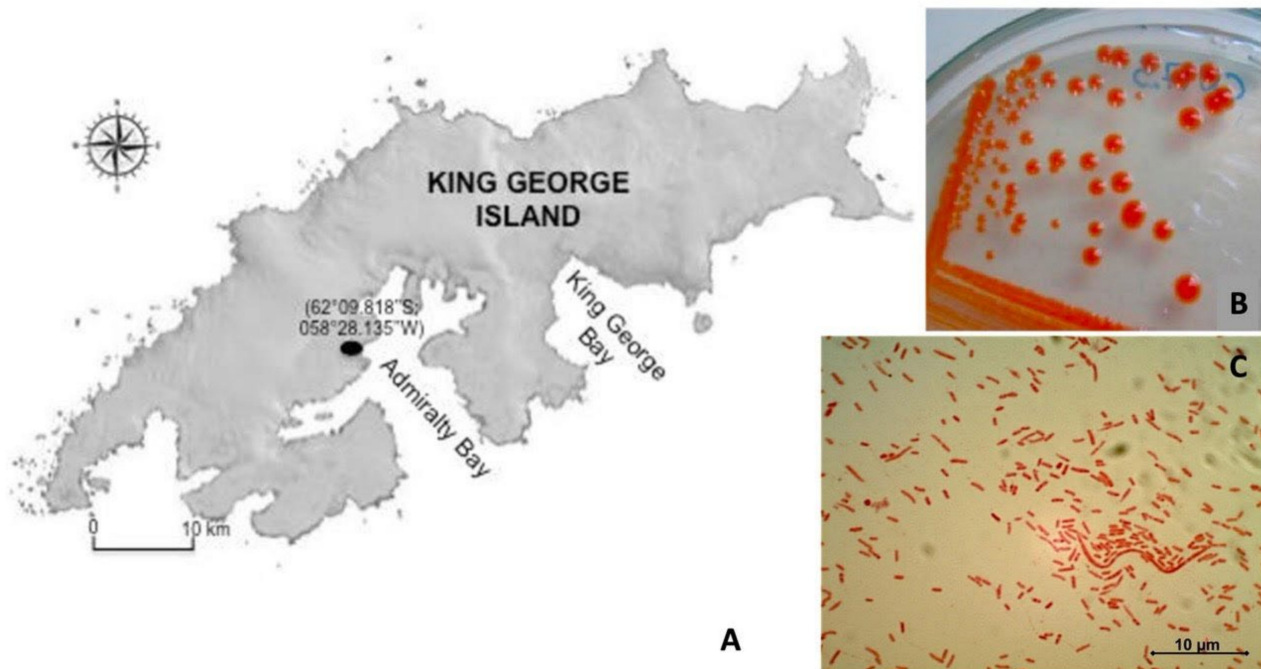 KING GEORGE
ISLAND
(62°09.818"S;
058°28.135"W)
King George
Bay
Admiralty Bay
0 10 km
A
B
C
10 µm